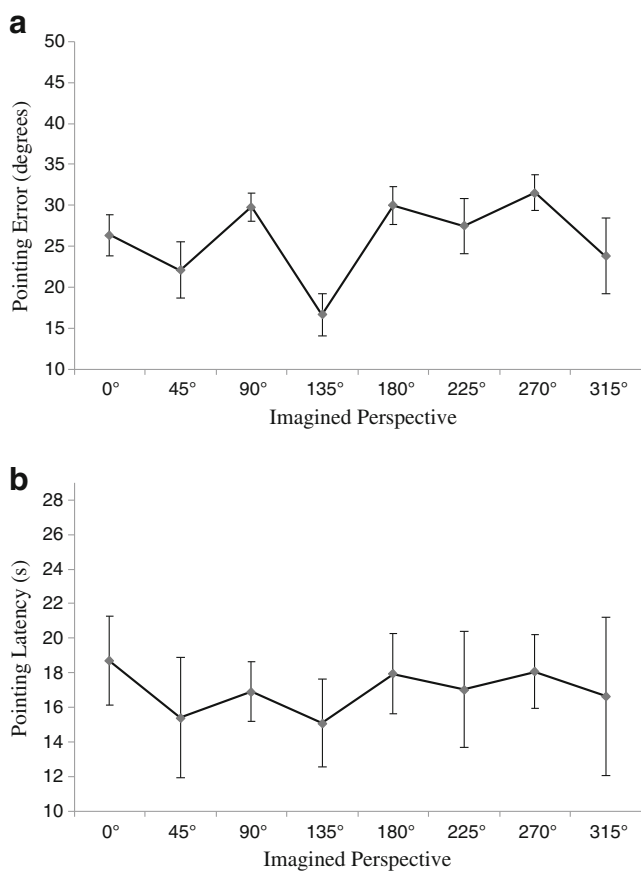 a
50
45
40
35
30
25
20
15
10
Pointing Error (degrees)
0° 45° 90° 135° 180° 225° 270° 315°
Imagined Perspective
b
28
26
24
22
20
18
16
14
12
10
Pointing Latency (s)
0° 45° 90° 135° 180° 225° 270° 315°
Imagined Perspective